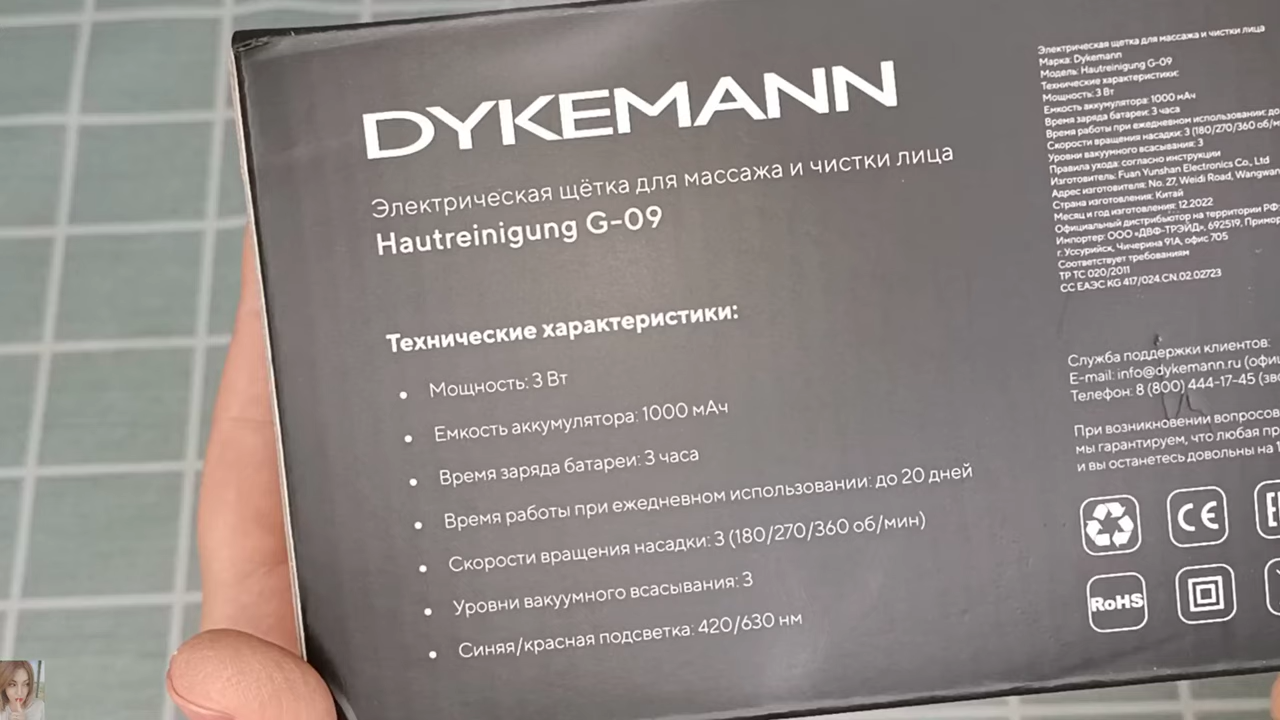 DYKEMANN
Электрическая щётка для массажа и чистки лица
Hautreinigung G-09
Технические характеристики:
• Мощность: 3 Вт
• Емкость аккумулятора: 1000 мАч
• Время заряда батареи: 3 часа
• Время работы при ежедневном использовании: до 20 дней
• Скорости вращения насадки: 3 (180/270/360 об/мин)
• Уровни вакуумного всасывания: 3
• Синяя/красная подсветка: 420/630 нм
Электрическая щетка для массажа и чистки лица
Марка: Dykemann
Модель: Hautreinigung G-09
Технические характеристики:
Мощность: 3 Вт
Емкость аккумулятора: 1000 мАч
Время заряда батареи: 3 часа
Время работы при ежедневном использовании: до
Скорости вращения насадки: 3 (180/270/360 об/м
Уровни вакуумного всасывания: 3
Правила ухода: согласно инструкции
Изготовитель: Fuan Yunshan Electronics Co., Ltd
Адрес изготовителя: No. 27, Weidi Road, Wangwan
Страна изготовления: Китай
Месяц и год изготовления: 12.2022
Официальный дистрибьютор на территории РФ:
Импортер: ООО «ДВФ-ТРЭЙД», 692519, Примор
г. Уссурийск, Чичерина 91А, офис 705
Соответствует требованиям
ТР ТС 020/2011
СС ЕАЭС KG 417/024.CN.02.02723
Служба поддержки клиентов:
E-mail: info@dykemann.ru (офи
Телефон: 8 (800) 444-17-45 (зво
При возникновении вопросов
мы гарантируем, что любая пр
и вы останетесь довольны на 1
CE
RoHS